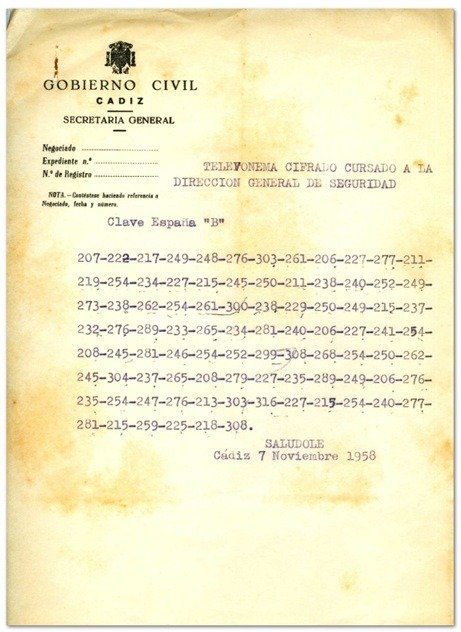 GOBIERNO CIVIL
CADIZ
SECRETARIA GENERAL
Negociado
Expediente n.º
N.º de Registro
NOTA.—Contéstese haciendo referencia a
Negociado, fecha y número.
TELEFONEMA CIFRADO CURSADO A LA
DIRECCION GENERAL DE SEGURIDAD
Clave España "B"
207-222-217-249-248-276-303-261-206-227-277-211-
219-254-234-227-215-245-250-211-238-240-252-249-
273-238-262-254-261-300-238-229-250-249-215-237-
232-276-289-233-265-234-281-240-206-227-241-254-
208-245-281-246-254-252-299-308-268-254-250-262-
245-304-237-265-208-279-227-235-289-249-206-276-
235-254-247-276-213-303-316-227-215-254-240-277-
281-215-259-225-218-308.
SALUDOLE
Cádiz 7 Noviembre 1958